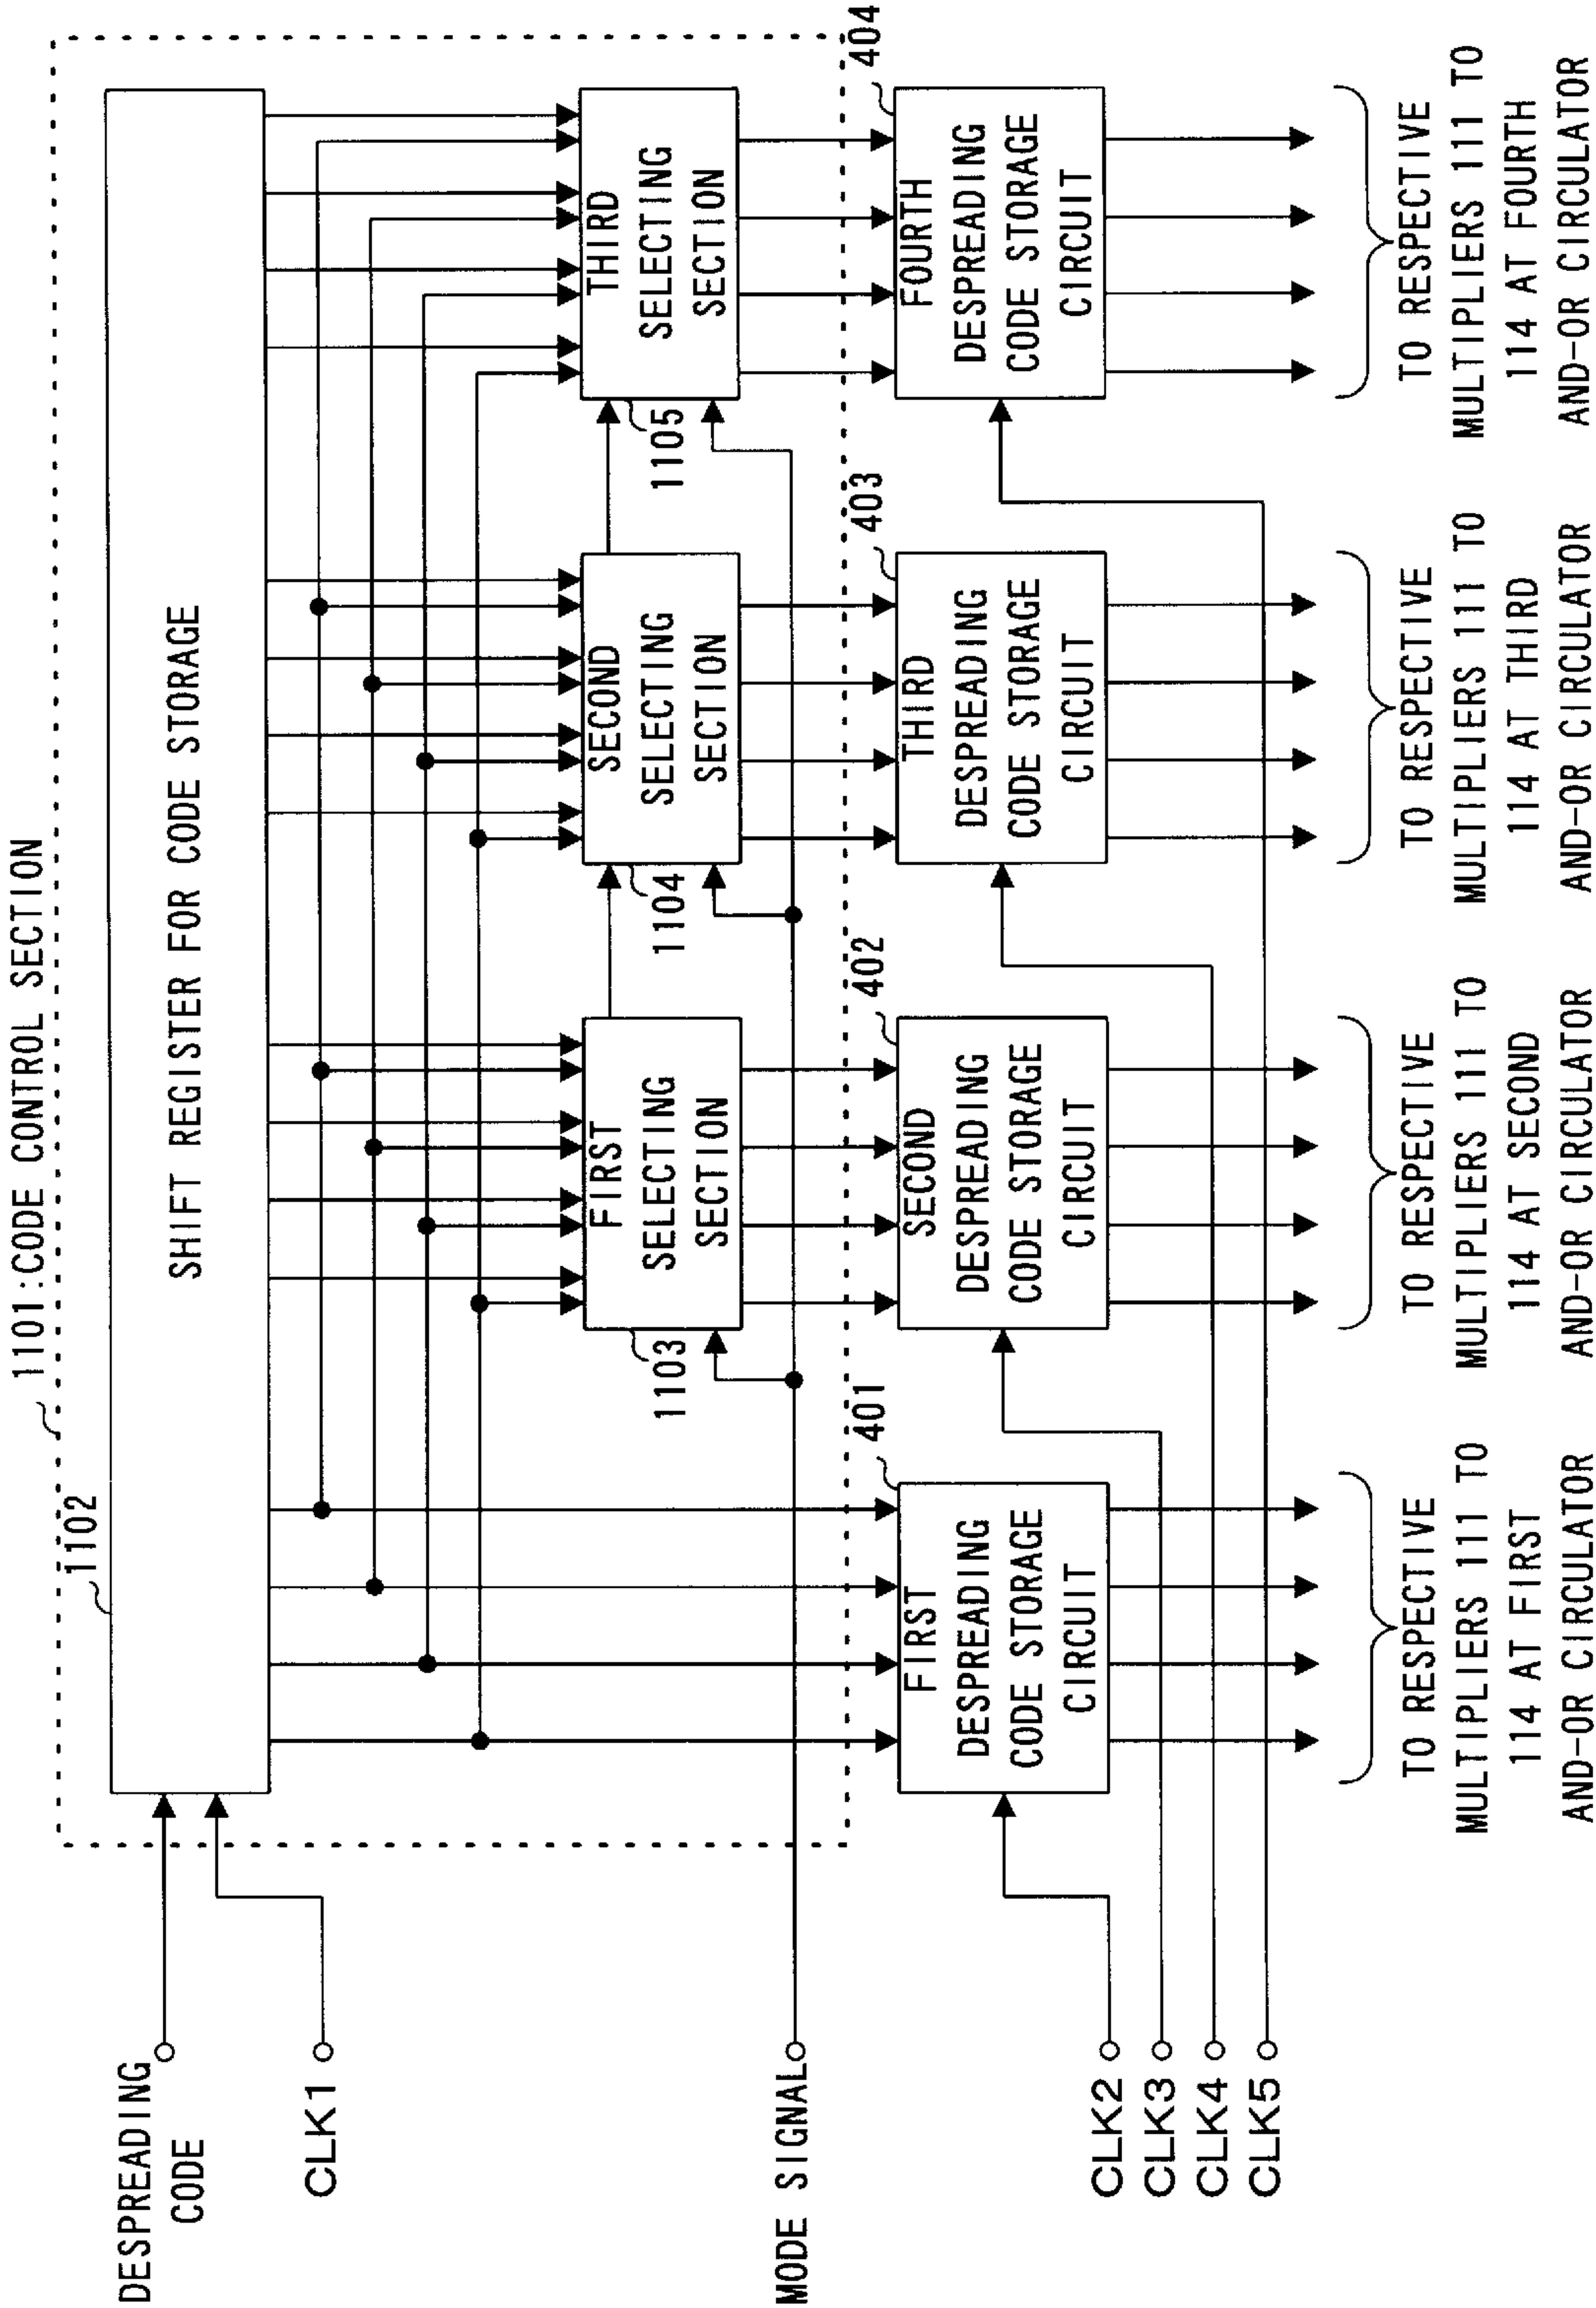 1101:CODE CONTROL SECTION
1102
SHIFT REGISTER FOR CODE STORAGE
DESPREADING
CODE
CLK1
FIRST
SELECTING
SECTION
1103
SECOND
SELECTING
SECTION
1104
THIRD
SELECTING
SECTION
1105
MODE SIGNAL
401
FIRST
DESPREADING
CODE STORAGE
CIRCUIT
402
SECOND
DESPREADING
CODE STORAGE
CIRCUIT
403
THIRD
DESPREADING
CODE STORAGE
CIRCUIT
404
FOURTH
DESPREADING
CODE STORAGE
CIRCUIT
CLK2
CLK3
CLK4
CLK5
TO RESPECTIVE
MULTIPLIERS 111 TO
114 AT FIRST
AND-OR CIRCULATOR
TO RESPECTIVE
MULTIPLIERS 111 TO
114 AT SECOND
AND-OR CIRCULATOR
TO RESPECTIVE
MULTIPLIERS 111 TO
114 AT THIRD
AND-OR CIRCULATOR
TO RESPECTIVE
MULTIPLIERS 111 TO
114 AT FOURTH
AND-OR CIRCULATOR